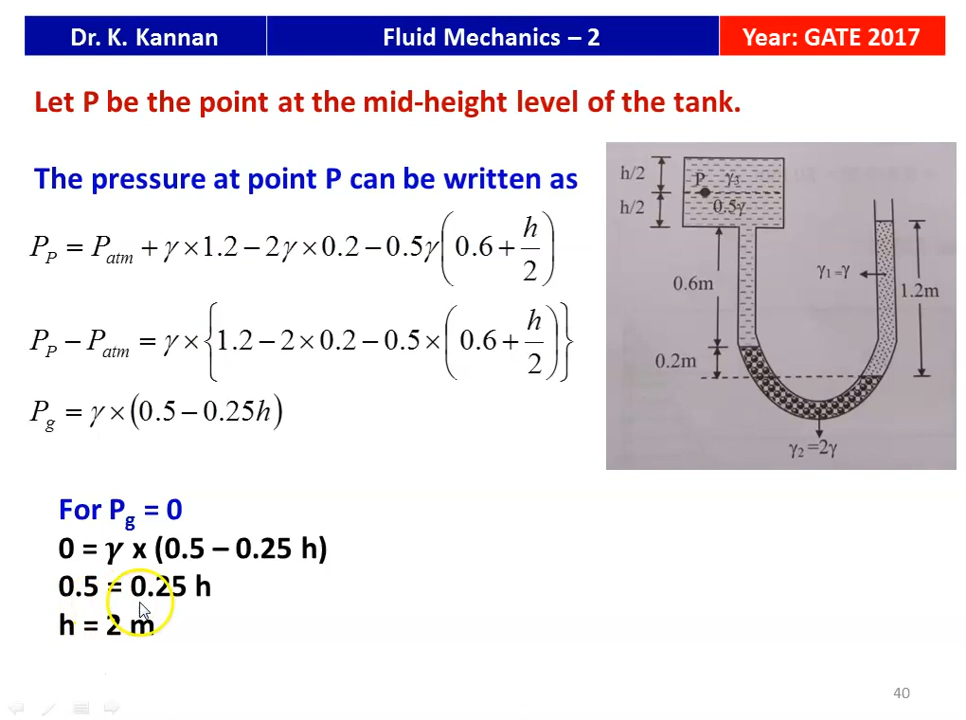 Dr. K. Kannan
Fluid Mechanics – 2
Year: GATE 2017
Let P be the point at the mid-height level of the tank.
The pressure at point P can be written as
P_P = P_atm + γ × 1.2 − 2γ × 0.2 − 0.5γ (0.6 + h/2)
P_P − P_atm = γ × {1.2 − 2 × 0.2 − 0.5 × (0.6 + h/2)}
P_g = γ × (0.5 − 0.25h)
For P_g = 0
0 = γ x (0.5 – 0.25 h)
0.5 = 0.25 h
h = 2 m
h/2
P
γ₃
h/2
0.5γ
0.6m
γ₁=γ
1.2m
0.2m
γ₂ =2γ
40